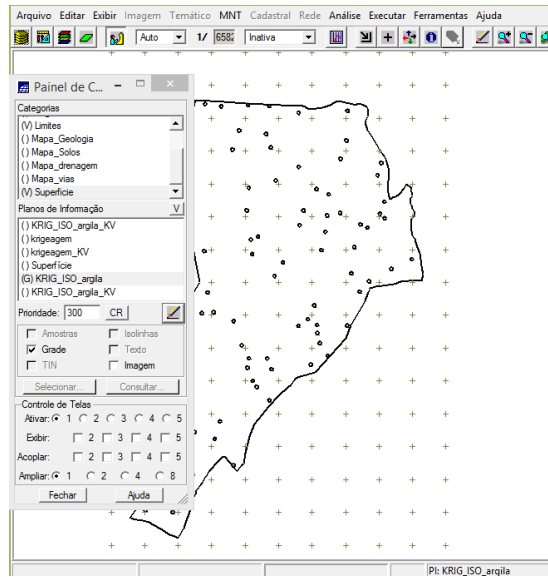 Arquivo Editar Exibir Imagem Temático MNT Cadastral Rede Análise Executar Ferramentas Ajuda
Auto 1/ 6582 Inativa
Painel de C...
Categorias
(V) Limites
() Mapa_Geologia
() Mapa_Solos
() Mapa_drenagem
() Mapa_vias
(V) Superficie
Planos de Informação V
() KRIG_ISO_argila_KV
() krigeagem
() krigeagem_KV
() Superfície
(G) KRIG_ISO_argila
() KRIG_ISO_argila_KV
Prioridade: 300 CR
Amostras Isolinhas
Grade Texto
TIN Imagem
Selecionar... Consultar...
Controle de Telas
Ativar: 1 2 3 4 5
Exibir: 2 3 4 5
Acoplar: 2 3 4 5
Ampliar: 1 2 4 8
Fechar Ajuda
PI: KRIG_ISO_argila